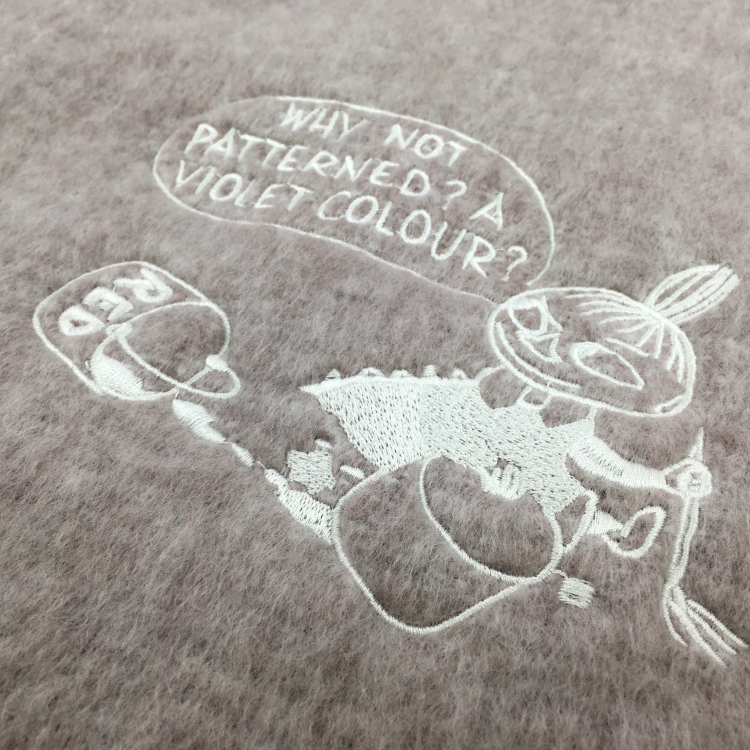 WHY NOT
PATTERNED? A
VIOLET COLOUR?
RED